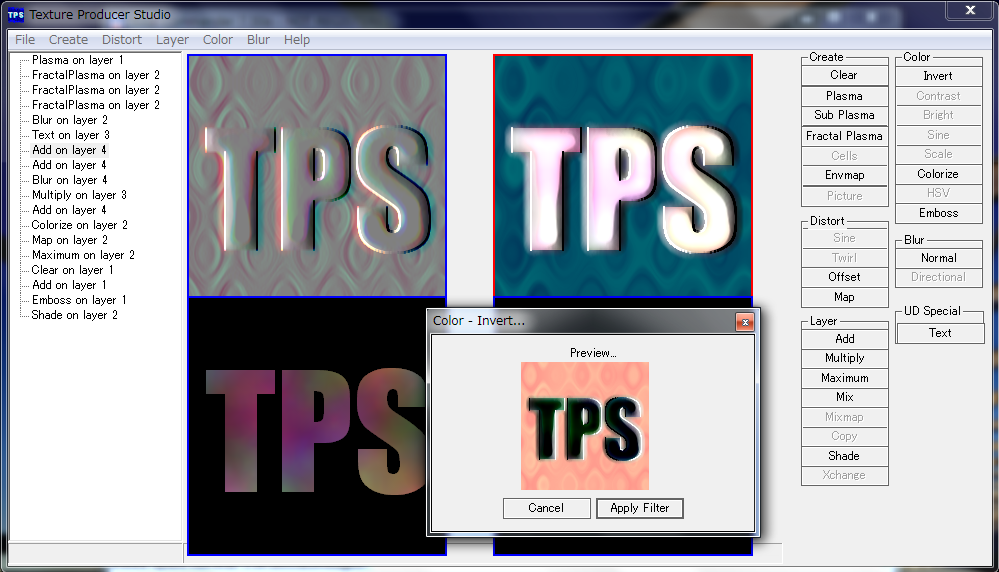 TPS Texture Producer Studio
File Create Distort Layer Color Blur Help
Plasma on layer 1
FractalPlasma on layer 2
FractalPlasma on layer 2
FractalPlasma on layer 2
Blur on layer 2
Text on layer 3
Add on layer 4
Add on layer 4
Blur on layer 4
Multiply on layer 3
Add on layer 4
Colorize on layer 2
Map on layer 2
Maximum on layer 2
Clear on layer 1
Add on layer 1
Emboss on layer 1
Shade on layer 2
TPS
TPS
TPS
Color - Invert...
Preview...
TPS
Cancel
Apply Filter
Create
Clear
Plasma
Sub Plasma
Fractal Plasma
Cells
Envmap
Picture
Distort
Sine
Twirl
Offset
Map
Layer
Add
Multiply
Maximum
Mix
Mixmap
Copy
Shade
Xchange
Color
Invert
Contrast
Bright
Sine
Scale
Colorize
HSV
Emboss
Blur
Normal
Directional
UD Special
Text